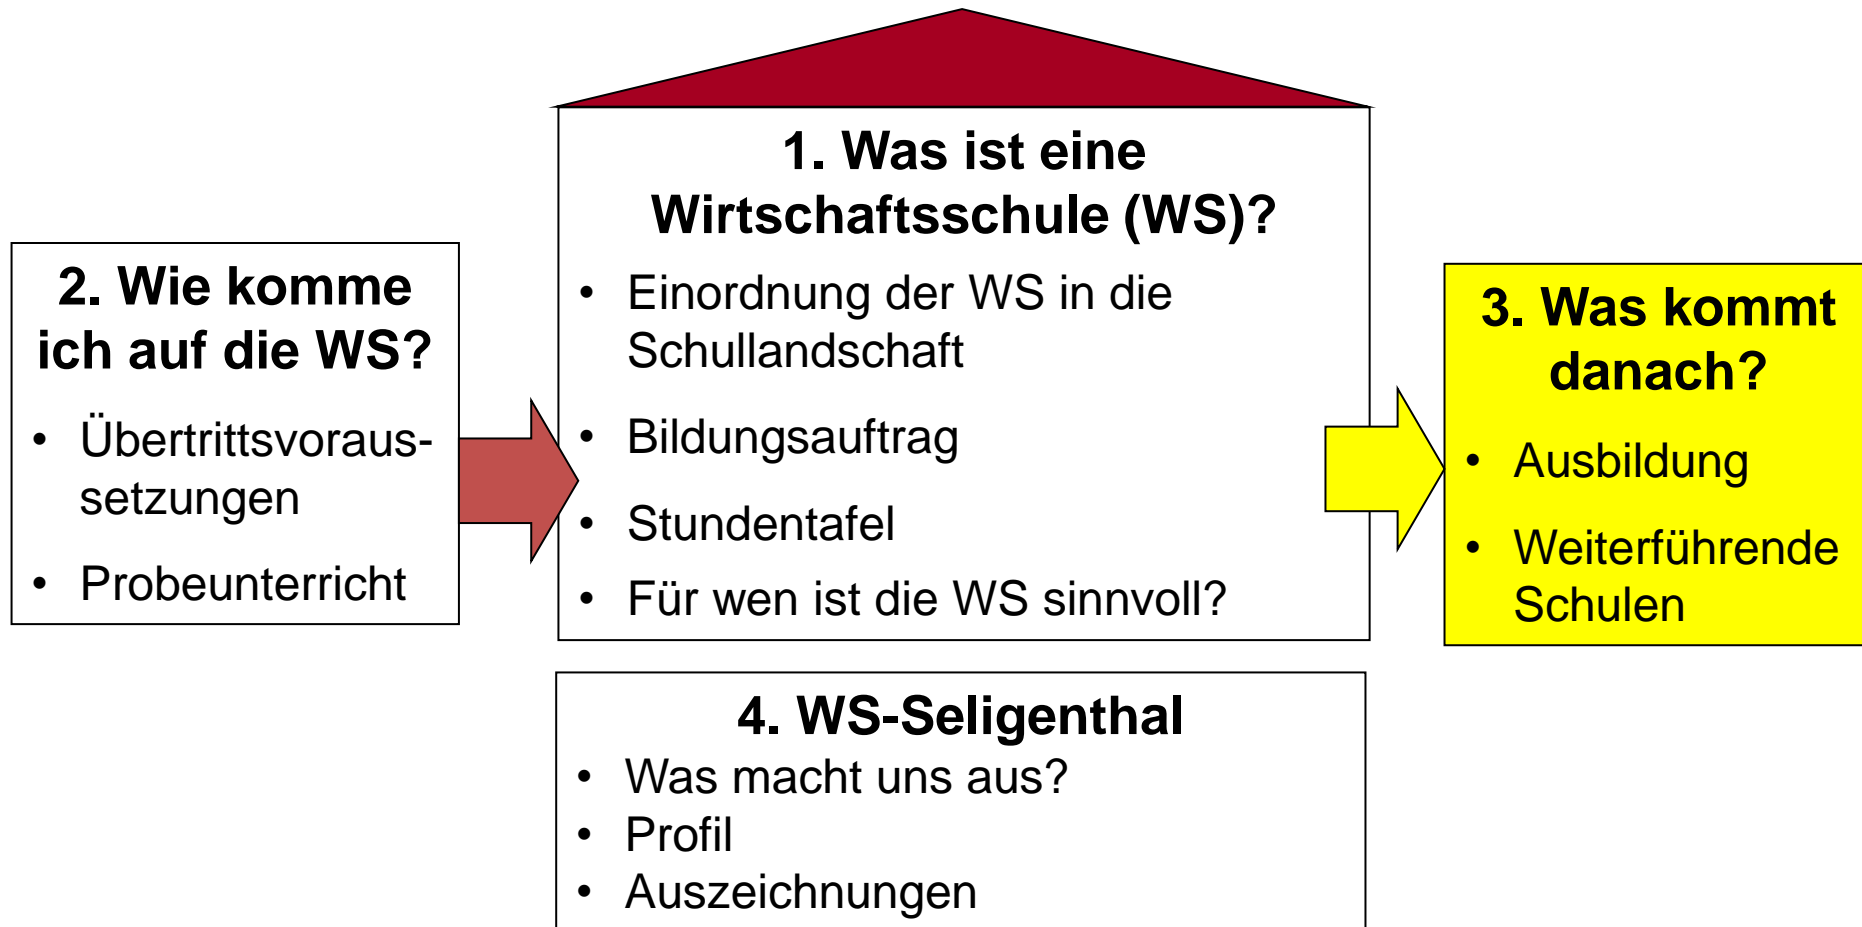 1. Was ist eine
Wirtschaftsschule (WS)?
• Einordnung der WS in die
Schullandschaft
• Bildungsauftrag
• Stundentafel
• Für wen ist die WS sinnvoll?
2. Wie komme
ich auf die WS?
• Übertrittsvoraus-
setzungen
• Probeunterricht
3. Was kommt
danach?
• Ausbildung
• Weiterführende
Schulen
4. WS-Seligenthal
• Was macht uns aus?
• Profil
• Auszeichnungen